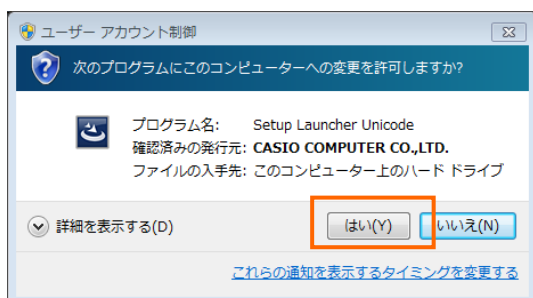 ユーザー アカウント制御
次のプログラムにこのコンピューターへの変更を許可しますか?
プログラム名: Setup Launcher Unicode
確認済みの発行元: CASIO COMPUTER CO.,LTD.
ファイルの入手先: このコンピューター上のハード ドライブ
詳細を表示する(D) はい(Y) いいえ(N)
これらの通知を表示するタイミングを変更する